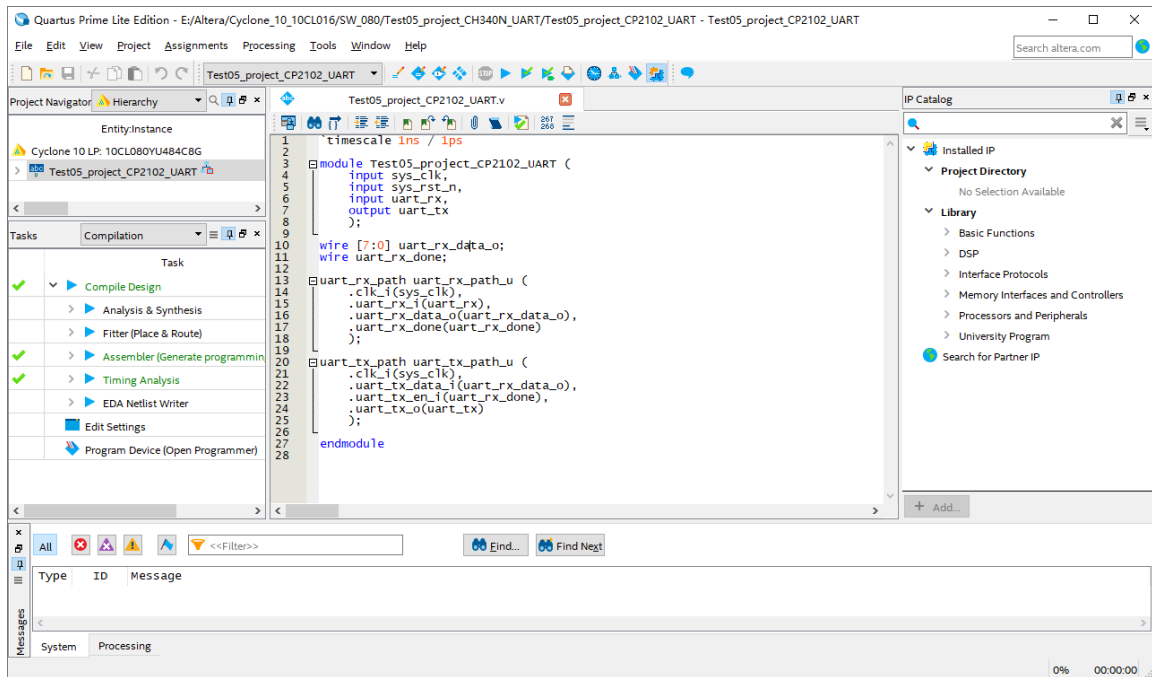 Quartus Prime Lite Edition - E:/Altera/Cyclone_10_10CL016/SW_080/Test05_project_CH340N_UART/Test05_project_CP2102_UART - Test05_project_CP2102_UART
File Edit View Project Assignments Processing Tools Window Help
Search altera.com
Test05_project_CP2102_UART
Project Navigator Hierarchy
Entity:Instance
Cyclone 10 LP: 10CL080YU484C8G
Test05_project_CP2102_UART
Tasks Compilation
Task
Compile Design
Analysis & Synthesis
Fitter (Place & Route)
Assembler (Generate programmin
Timing Analysis
EDA Netlist Writer
Edit Settings
Program Device (Open Programmer)
Test05_project_CP2102_UART.v
267
268
1 `timescale 1ns / 1ps
2
3 module Test05_project_CP2102_UART (
4 input sys_clk,
5 input sys_rst_n,
6 input uart_rx,
7 output uart_tx
8 );
9
10 wire [7:0] uart_rx_data_o;
11 wire uart_rx_done;
12
13 uart_rx_path uart_rx_path_u (
14 .clk_i(sys_clk),
15 .uart_rx_i(uart_rx),
16 .uart_rx_data_o(uart_rx_data_o),
17 .uart_rx_done(uart_rx_done)
18 );
19
20 uart_tx_path uart_tx_path_u (
21 .clk_i(sys_clk),
22 .uart_tx_data_i(uart_rx_data_o),
23 .uart_tx_en_i(uart_rx_done),
24 .uart_tx_o(uart_tx)
25 );
26
27 endmodule
28
IP Catalog
Installed IP
Project Directory
No Selection Available
Library
Basic Functions
DSP
Interface Protocols
Memory Interfaces and Controllers
Processors and Peripherals
University Program
Search for Partner IP
+ Add...
All <<Filter>> Find... Find Next
Type ID Message
Messages
System Processing
0% 00:00:00